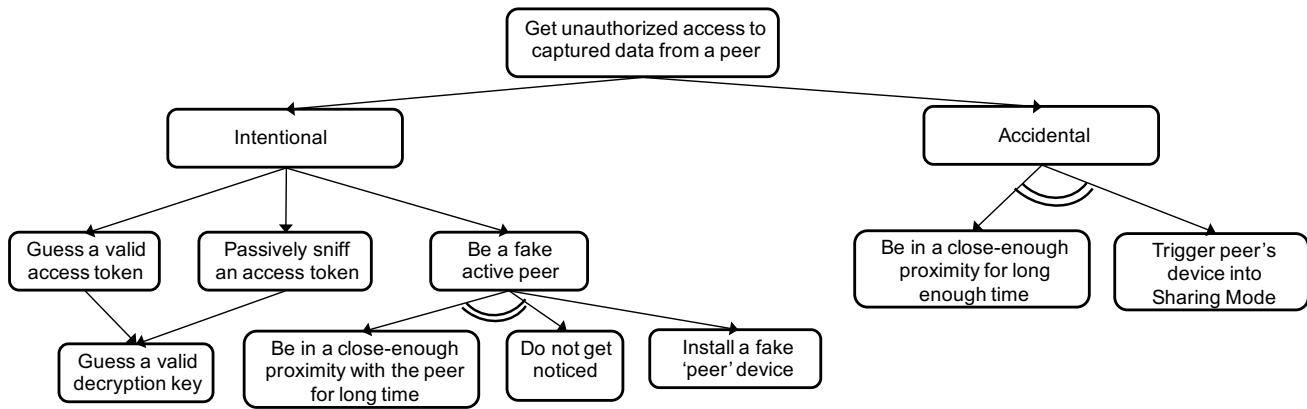 Get unauthorized access to
captured data from a peer
Intentional
Accidental
Guess a valid
access token
Passively sniff
an access token
Be a fake
active peer
Be in a close-enough
proximity for long
enough time
Trigger peer's
device into
Sharing Mode
Guess a valid
decryption key
Be in a close-enough
proximity with the peer
for long time
Do not get
noticed
Install a fake
‘peer’ device